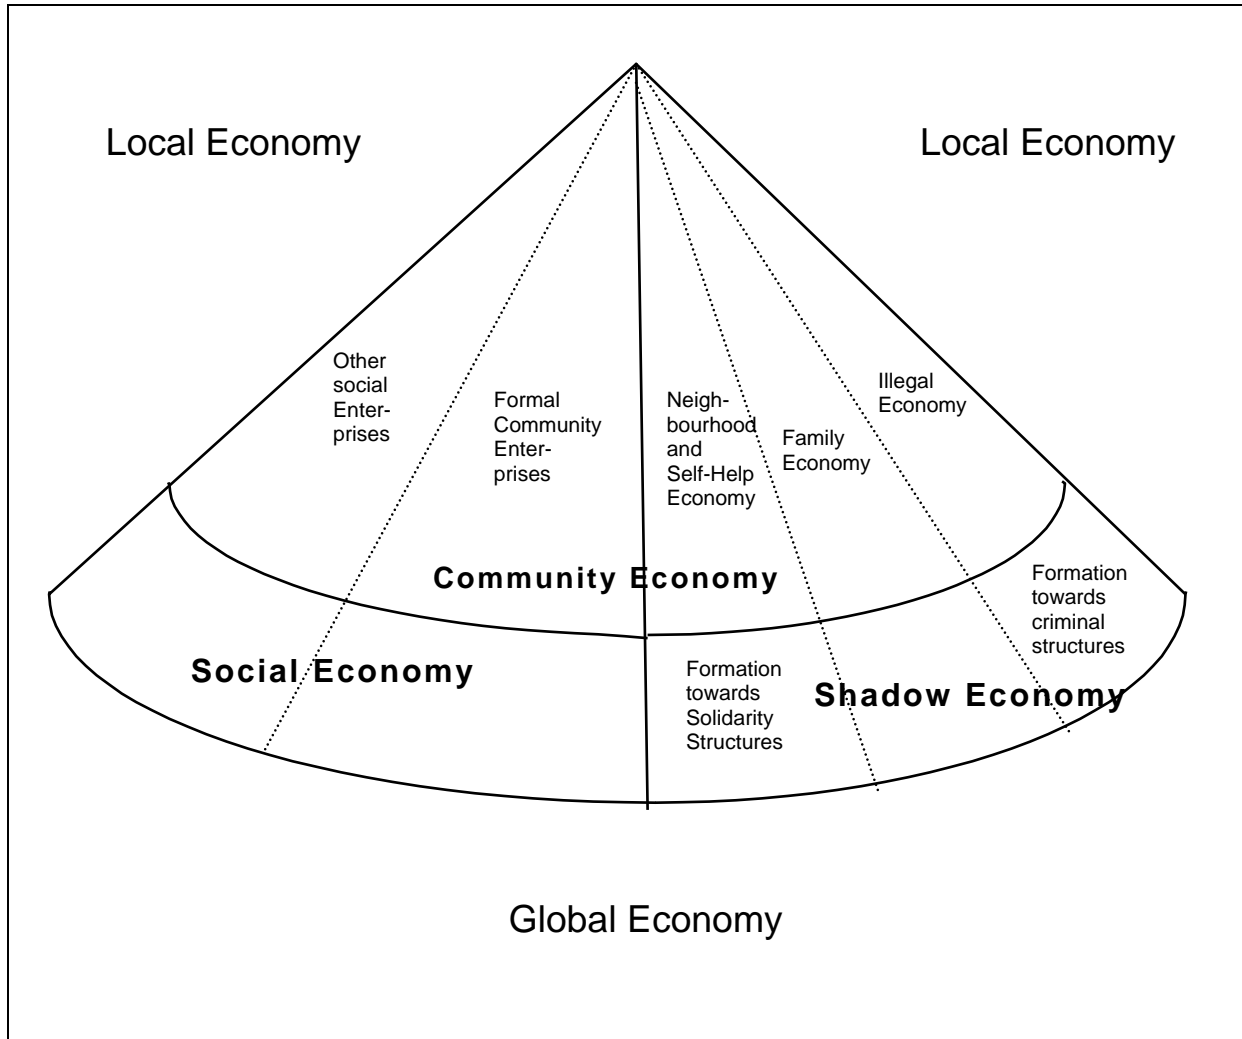 Local Economy
Local Economy
Other
social
Enter-
prises
Formal
Community
Enter-
prises
Neigh-
bourhood
and
Self-Help
Economy
Family
Economy
Illegal
Economy
Community Economy
Formation
towards
criminal
structures
Social Economy
Formation
towards
Solidarity
Structures
Shadow Economy
Global Economy